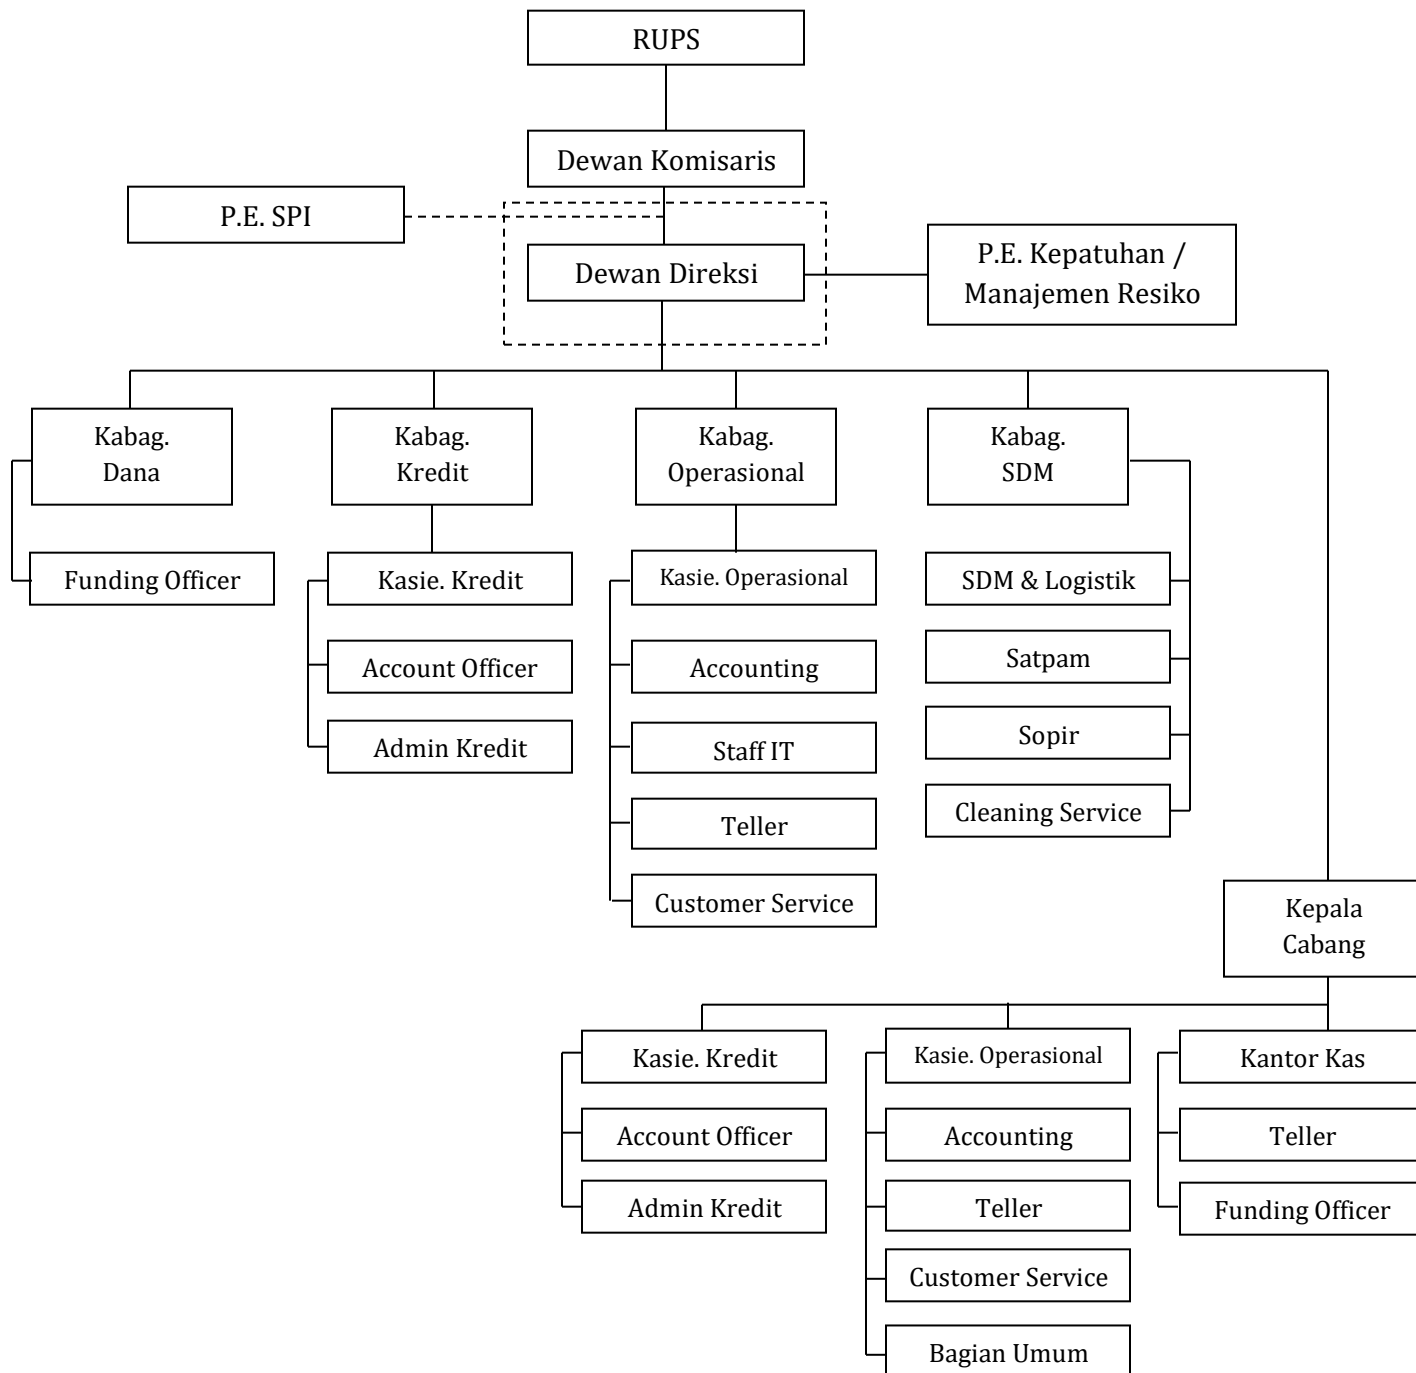 RUPS
Dewan Komisaris
P.E. SPI
Dewan Direksi
P.E. Kepatuhan /
Manajemen Resiko
Kabag.
Dana
Kabag.
Kredit
Kabag.
Operasional
Kabag.
SDM
Funding Officer
Kasie. Kredit
Kasie. Operasional
SDM & Logistik
Account Officer
Accounting
Satpam
Admin Kredit
Staff IT
Sopir
Teller
Cleaning Service
Customer Service
Kepala
Cabang
Kasie. Kredit
Kasie. Operasional
Kantor Kas
Account Officer
Accounting
Teller
Admin Kredit
Teller
Funding Officer
Customer Service
Bagian Umum